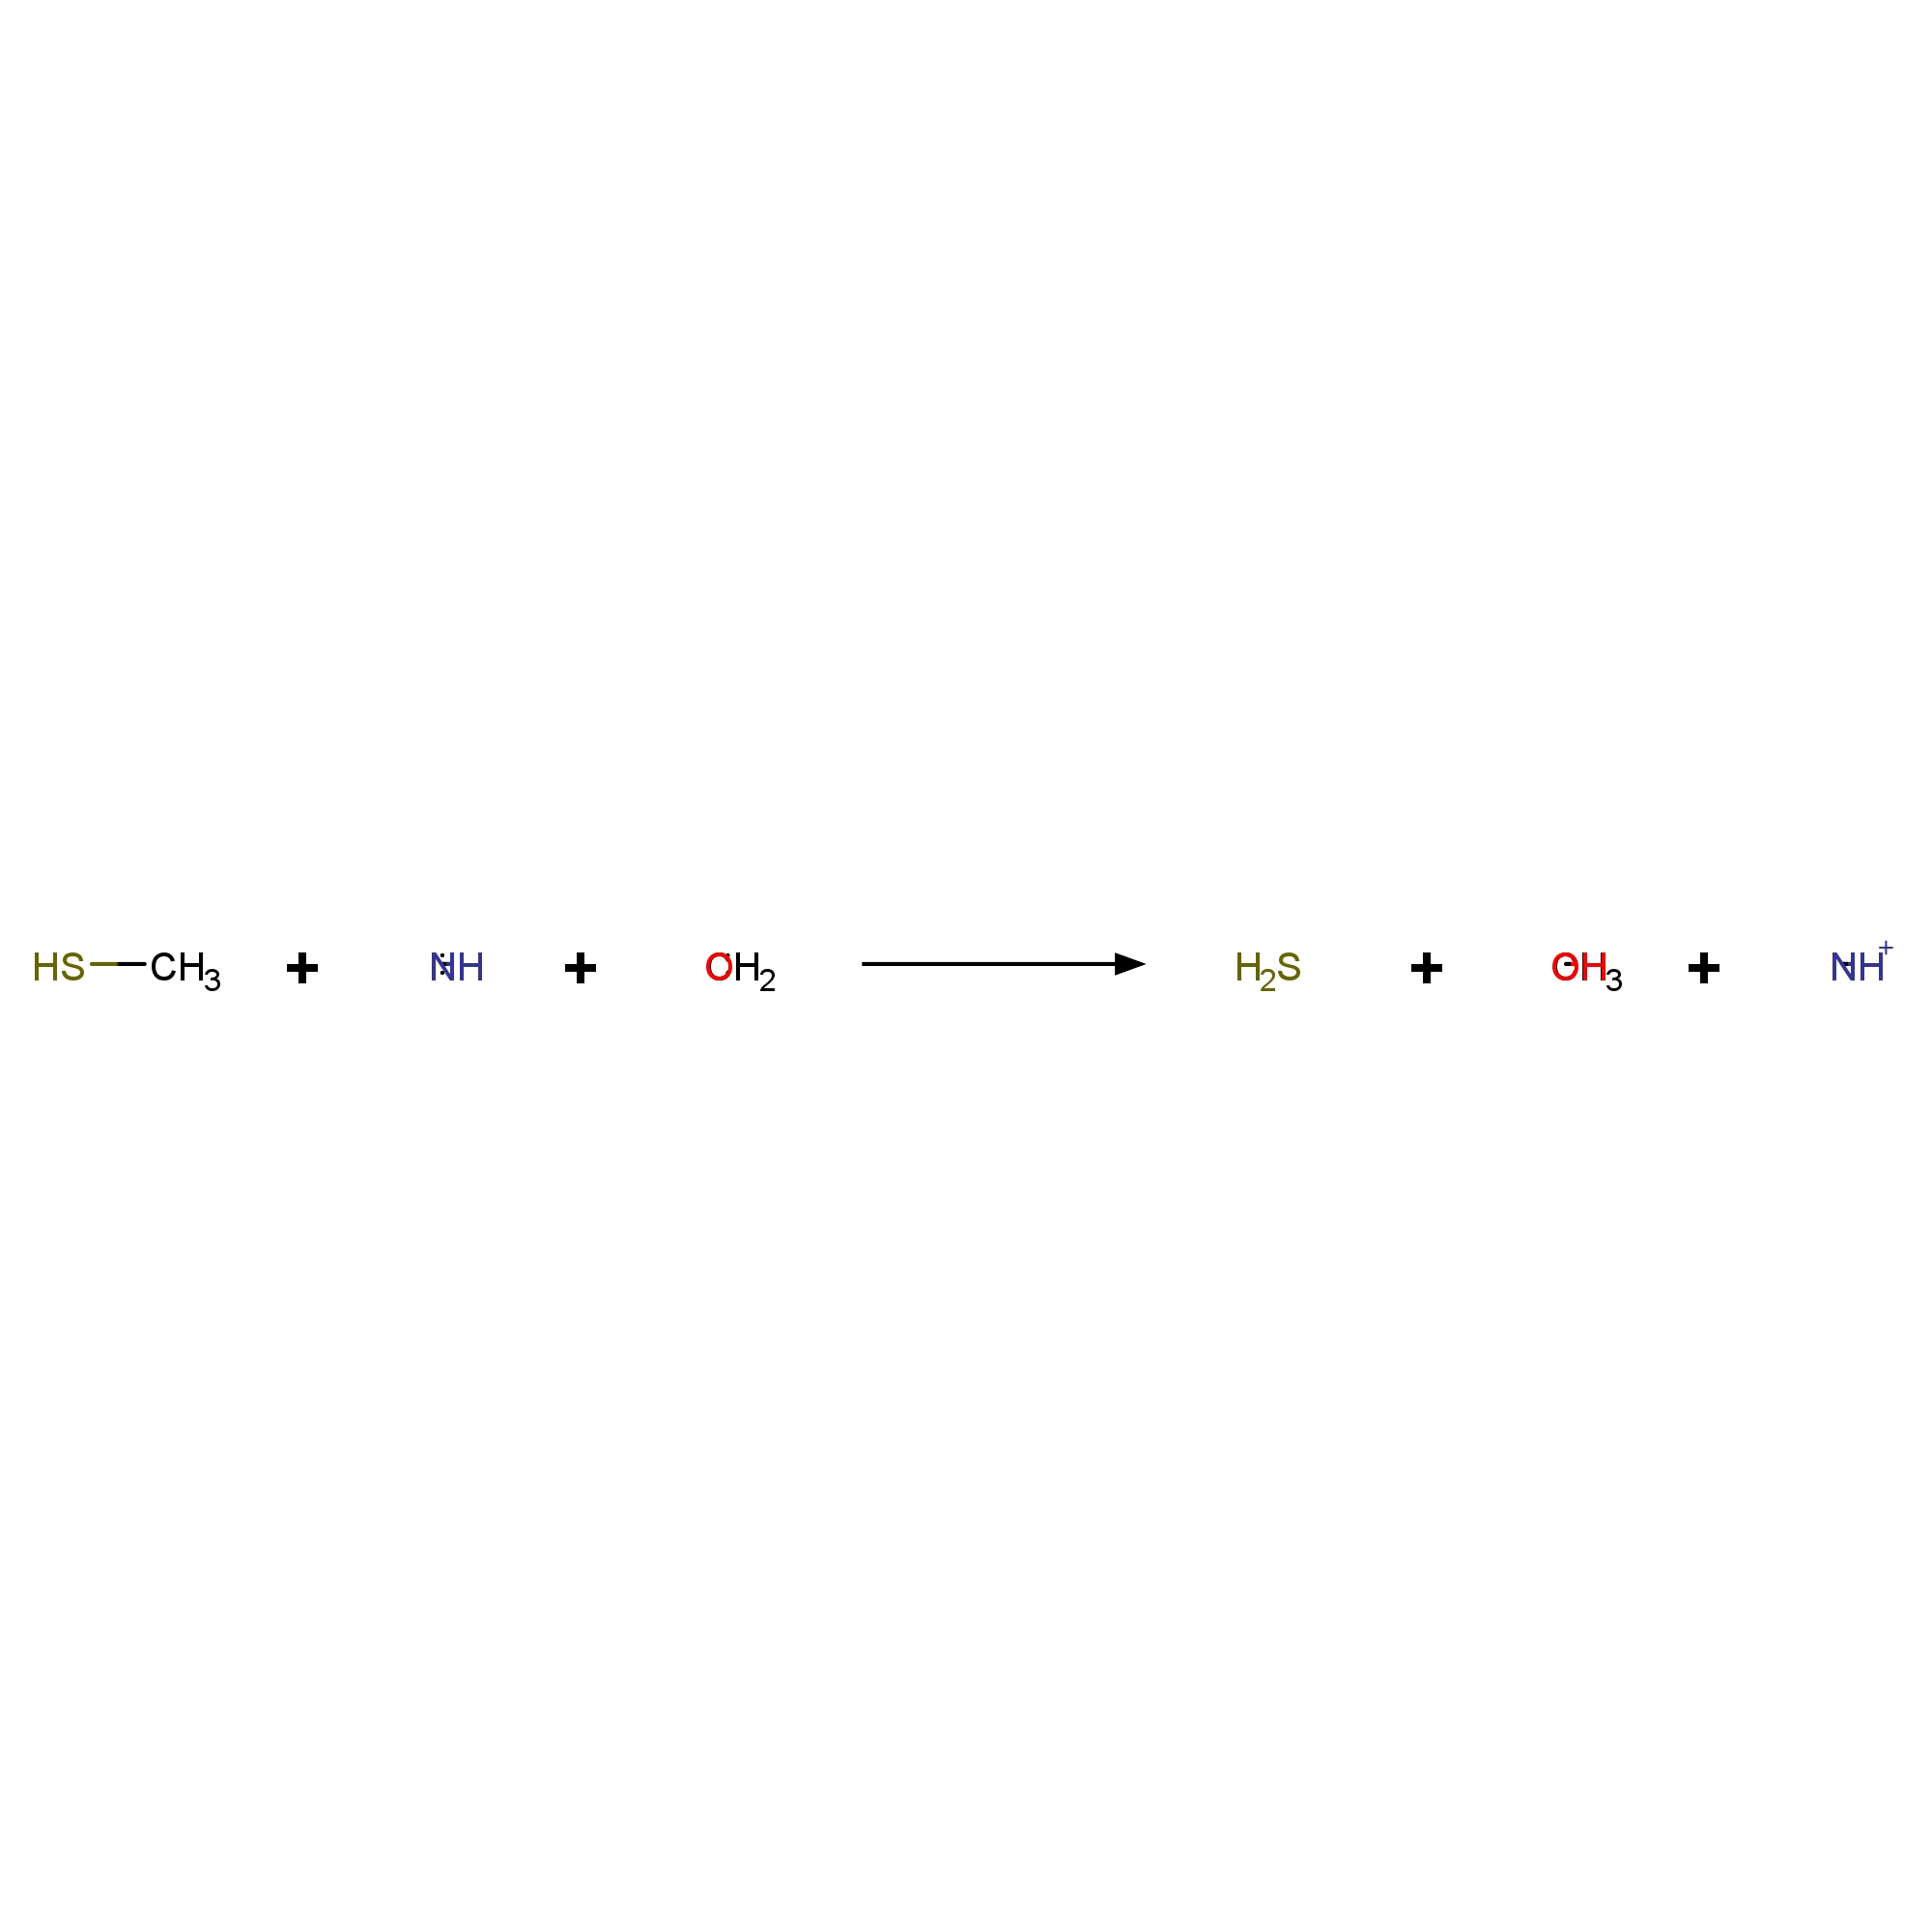 HS—CH3 + NH + OH2 → H2S + OH3 + NH+